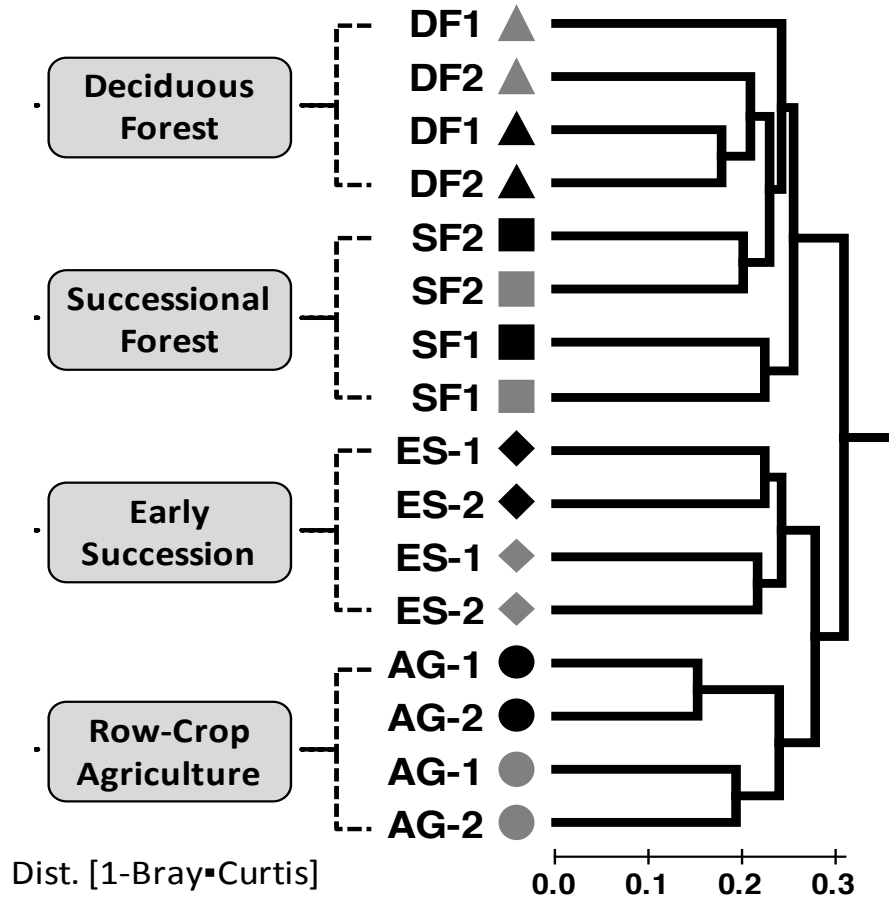 Deciduous
Forest
Successional
Forest
Early
Succession
Row-Crop
Agriculture
DF1
DF2
DF1
DF2
SF2
SF2
SF1
SF1
ES-1
ES-2
ES-1
ES-2
AG-1
AG-2
AG-1
AG-2
Dist. [1-Bray▪Curtis]
0.0 0.1 0.2 0.3